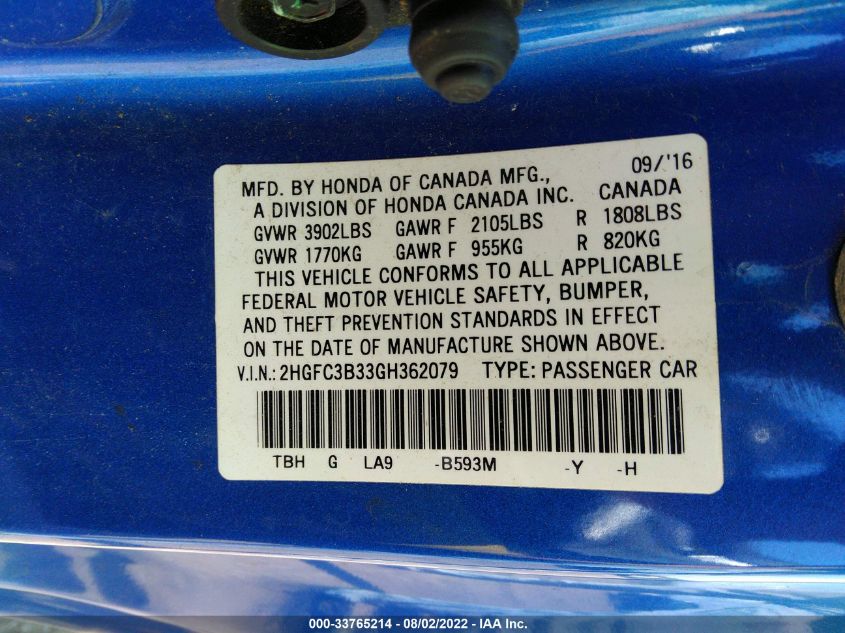 09/'16
MFD. BY HONDA OF CANADA MFG.,
A DIVISION OF HONDA CANADA INC. CANADA
GVWR 3902LBS GAWR F 2105LBS R 1808LBS
GVWR 1770KG GAWR F 955KG R 820KG
THIS VEHICLE CONFORMS TO ALL APPLICABLE
FEDERAL MOTOR VEHICLE SAFETY, BUMPER,
AND THEFT PREVENTION STANDARDS IN EFFECT
ON THE DATE OF MANUFACTURE SHOWN ABOVE.
V.I.N.: 2HGFC3B33GH362079 TYPE: PASSENGER CAR
TBH G LA9 -B593M -Y -H
000-33765214 - 08/02/2022 - IAA Inc.